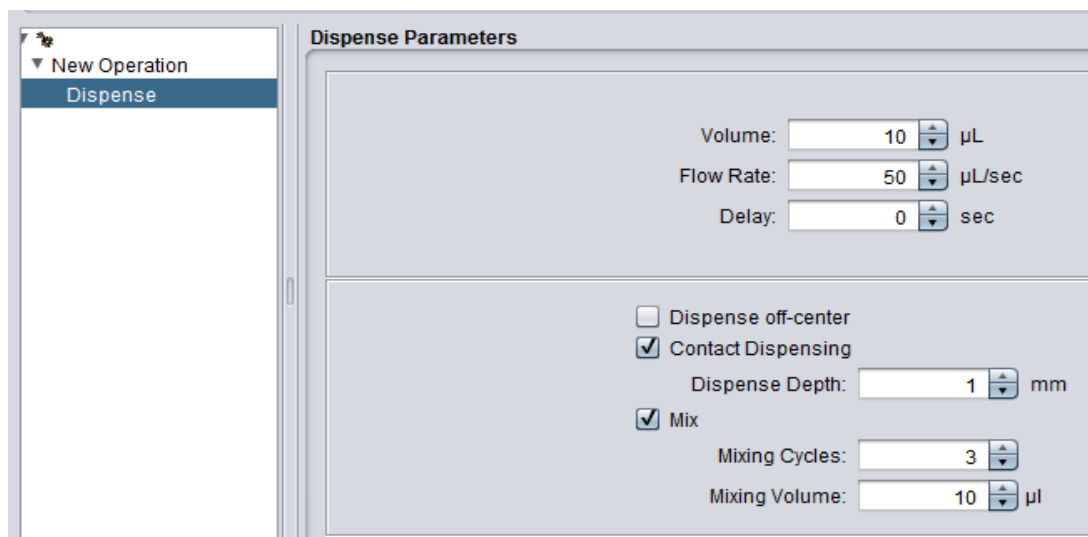 Dispense Parameters
New Operation
Dispense
Volume: 10 µL
Flow Rate: 50 µL/sec
Delay: 0 sec
Dispense off-center
Contact Dispensing
Dispense Depth: 1 mm
Mix
Mixing Cycles: 3
Mixing Volume: 10 µl